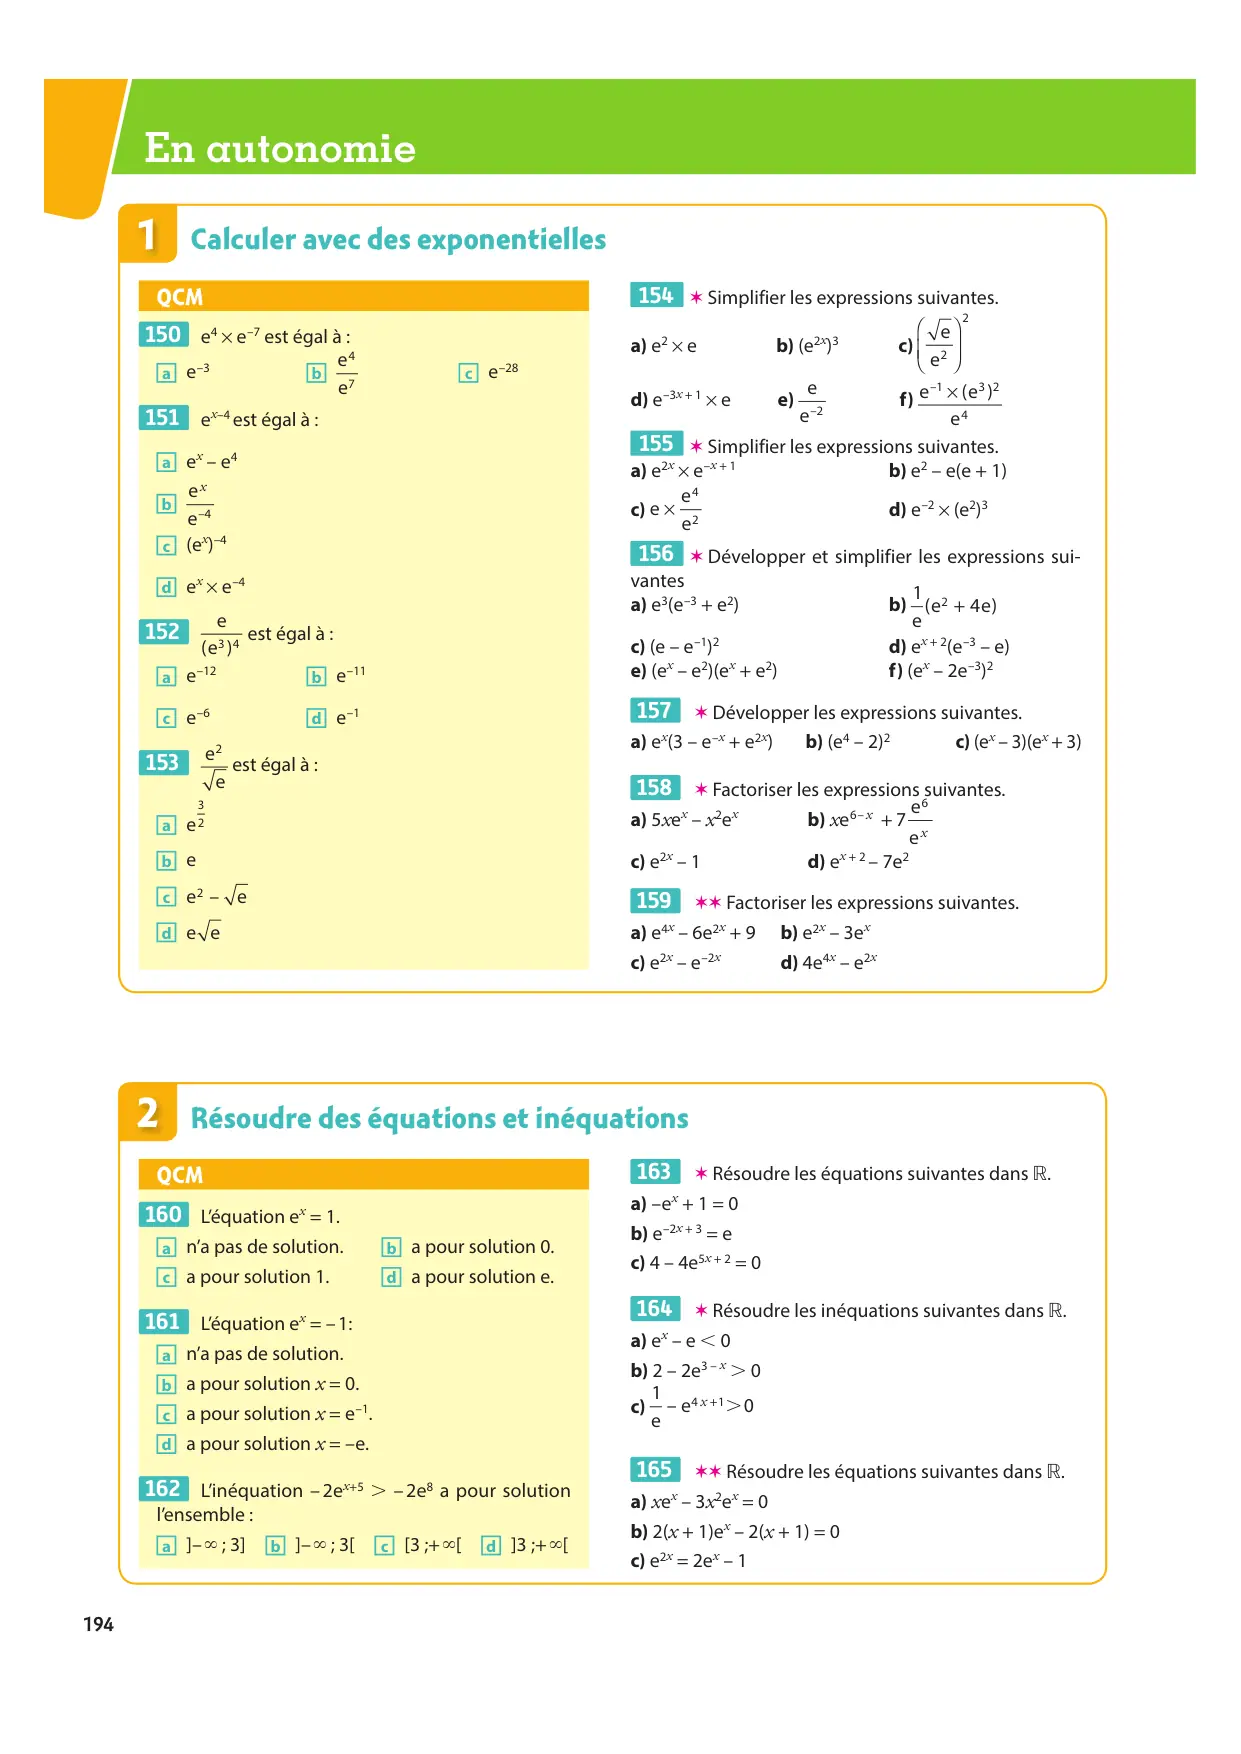 En autonomie
1 Calculer avec des exponentielles
QCM
150 e⁴ × e⁻⁷ est égal à :
a e⁻³ b e⁴/e⁷ c e⁻²⁸
151 eˣ⁻⁴ est égal à :
a eˣ – e⁴
b eˣ/e⁻⁴
c (eˣ)⁻⁴
d eˣ × e⁻⁴
152 e/(e³)⁴ est égal à :
a e⁻¹² b e⁻¹¹
c e⁻⁶ d e⁻¹
153 e²/√e est égal à :
a e^(3/2)
b e
c e² – √e
d e√e
154 ✶ Simplifier les expressions suivantes.
a) e² × e b) (e²ˣ)³ c) (√e/e²)²
d) e⁻³ˣ⁺¹ × e e) e/e⁻² f) e⁻¹ × (e³)²/e⁴
155 ✶ Simplifier les expressions suivantes.
a) e²ˣ × e⁻ˣ⁺¹ b) e² – e(e + 1)
c) e × e⁴/e² d) e⁻² × (e²)³
156 ✶ Développer et simplifier les expressions sui-
vantes
a) e³(e⁻³ + e²) b) 1/e(e² + 4e)
c) (e – e⁻¹)² d) eˣ⁺²(e⁻³ – e)
e) (eˣ – e²)(eˣ + e²) f) (eˣ – 2e⁻³)²
157 ✶ Développer les expressions suivantes.
a) eˣ(3 – e⁻ˣ + e²ˣ) b) (e⁴ – 2)² c) (eˣ – 3)(eˣ + 3)
158 ✶ Factoriser les expressions suivantes.
a) 5xeˣ – x²eˣ b) xe⁶⁻ˣ + 7e⁶/eˣ
c) e²ˣ – 1 d) eˣ⁺² – 7e²
159 ✶✶ Factoriser les expressions suivantes.
a) e⁴ˣ – 6e²ˣ + 9 b) e²ˣ – 3eˣ
c) e²ˣ – e⁻²ˣ d) 4e⁴ˣ – e²ˣ
2 Résoudre des équations et inéquations
QCM
160 L’équation eˣ = 1.
a n’a pas de solution. b a pour solution 0.
c a pour solution 1. d a pour solution e.
161 L’équation eˣ = – 1:
a n’a pas de solution.
b a pour solution x = 0.
c a pour solution x = e⁻¹.
d a pour solution x = –e.
162 L’inéquation – 2eˣ⁺⁵ > – 2e⁸ a pour solution
l’ensemble :
a ]– ∞ ; 3] b ]– ∞ ; 3[ c [3 ;+ ∞[ d ]3 ;+ ∞[
163 ✶ Résoudre les équations suivantes dans ℝ.
a) –eˣ + 1 = 0
b) e⁻²ˣ⁺³ = e
c) 4 – 4e⁵ˣ⁺² = 0
164 ✶ Résoudre les inéquations suivantes dans ℝ.
a) eˣ – e < 0
b) 2 – 2e³⁻ˣ > 0
c) 1/e – e⁴ˣ⁺¹ > 0
165 ✶✶ Résoudre les équations suivantes dans ℝ.
a) xeˣ – 3x²eˣ = 0
b) 2(x + 1)eˣ – 2(x + 1) = 0
c) e²ˣ = 2eˣ – 1
194